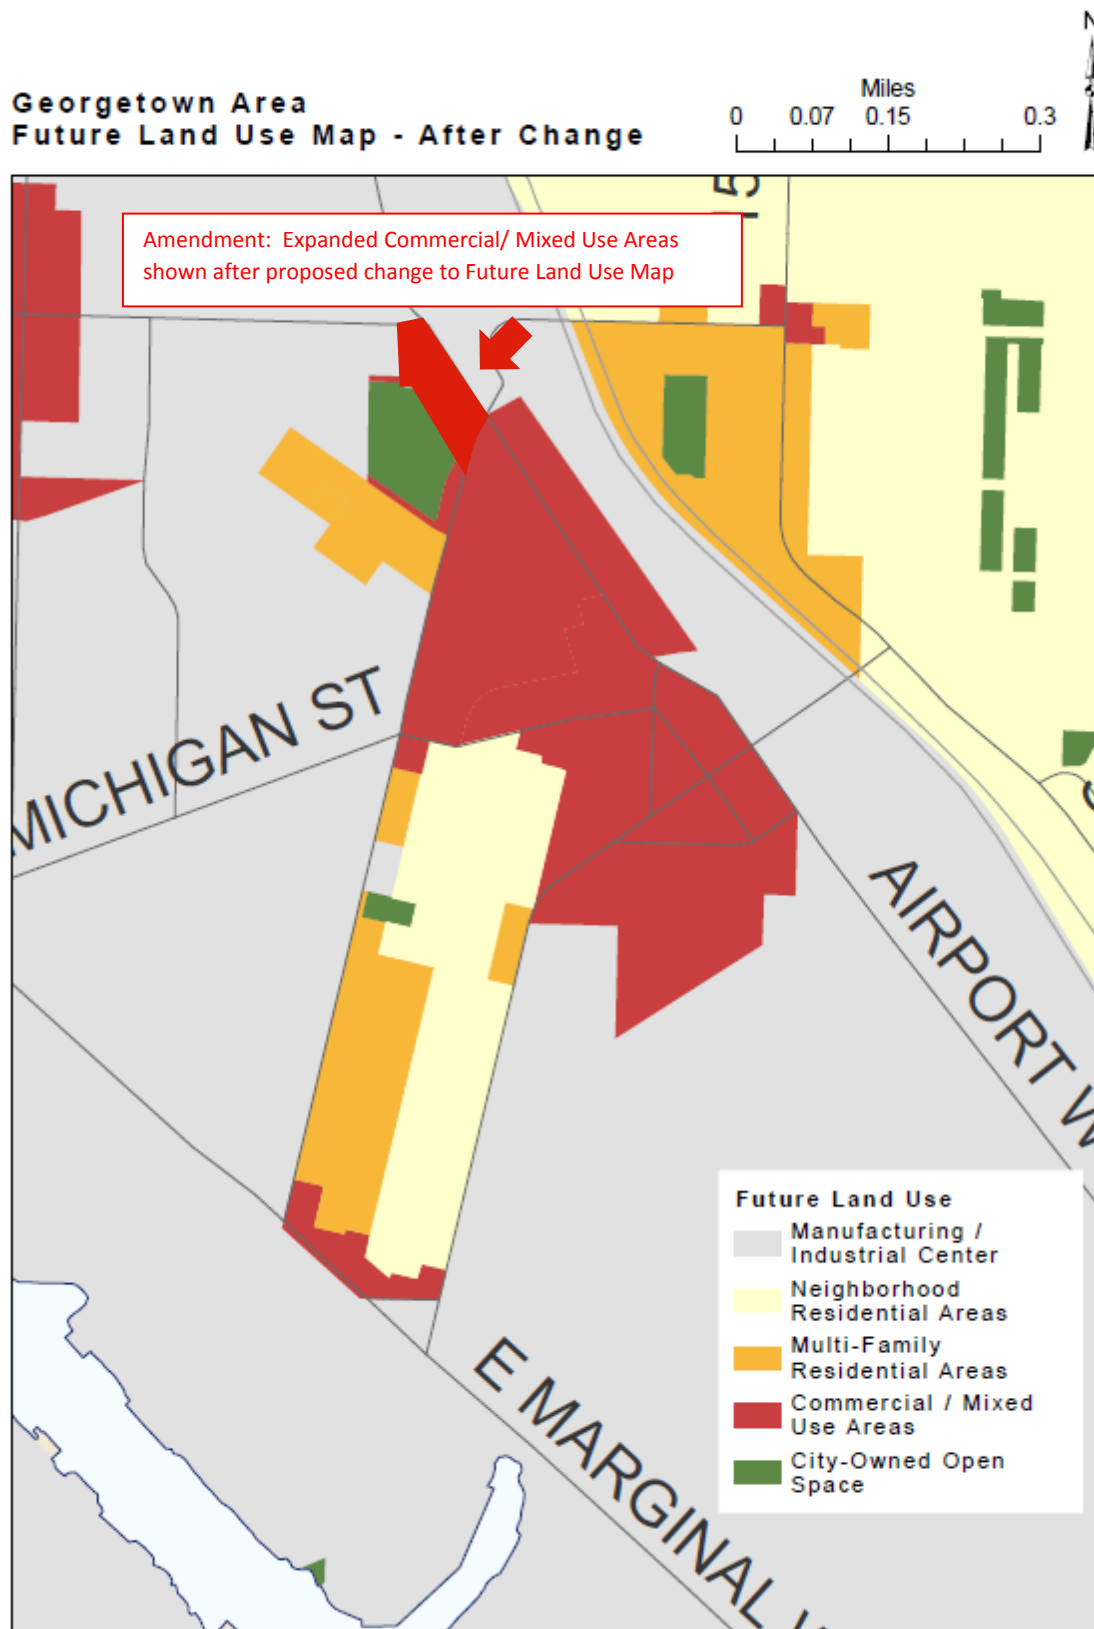 N
Georgetown Area
Future Land Use Map - After Change
Miles
0 0.07 0.15 0.3
15
Amendment: Expanded Commercial/ Mixed Use Areas
shown after proposed change to Future Land Use Map
MICHIGAN ST
AIRPORT W
E MARGINAL
Future Land Use
Manufacturing /
Industrial Center
Neighborhood
Residential Areas
Multi-Family
Residential Areas
Commercial / Mixed
Use Areas
City-Owned Open
Space